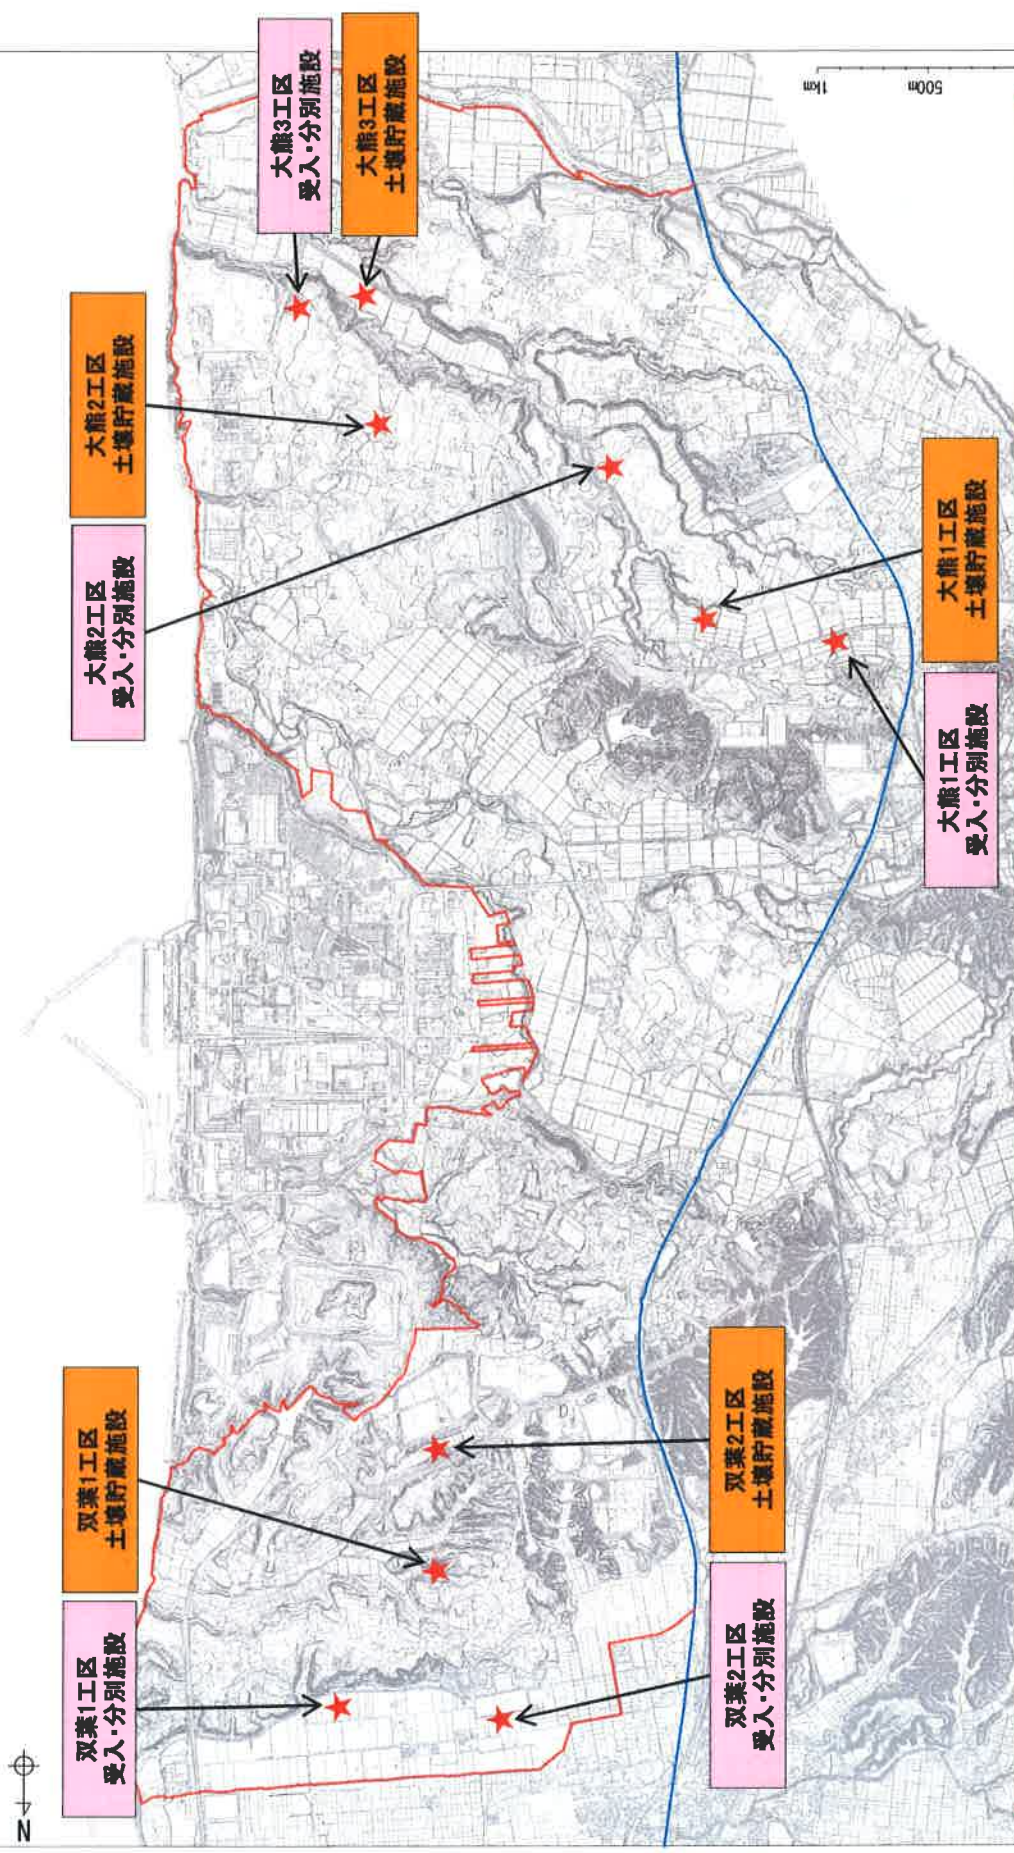 双葉1工区
受入・分別施設
双葉1工区
土壌貯蔵施設
大熊2工区
受入・分別施設
大熊2工区
土壌貯蔵施設
大熊3工区
受入・分別施設
大熊3工区
土壌貯蔵施設
双葉2工区
受入・分別施設
双葉2工区
土壌貯蔵施設
大熊1工区
受入・分別施設
大熊1工区
土壌貯蔵施設
N
500m
1km